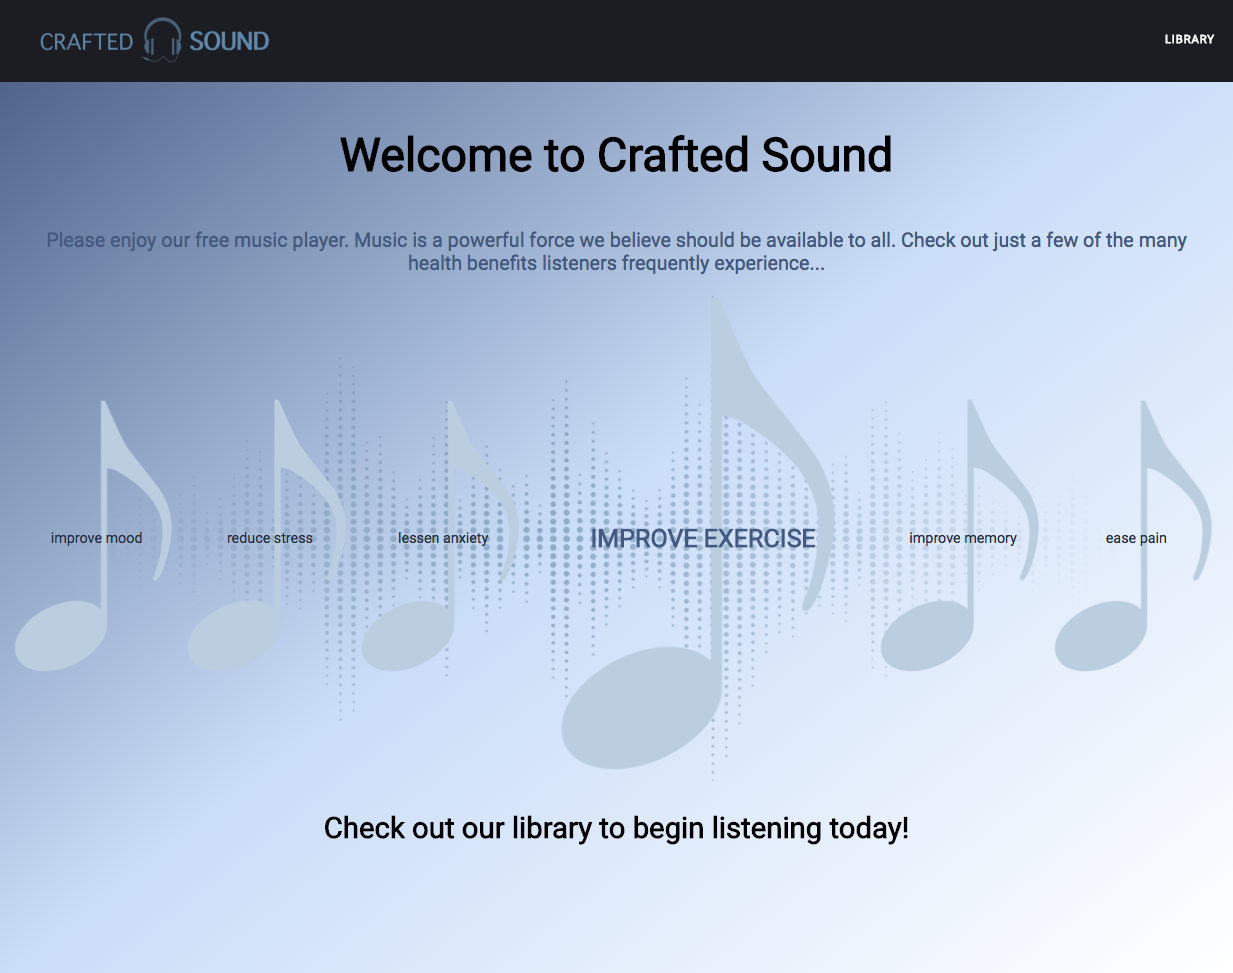 CRAFTED SOUND
LIBRARY
Welcome to Crafted Sound
Please enjoy our free music player. Music is a powerful force we believe should be available to all. Check out just a few of the many
health benefits listeners frequently experience...
improve mood
reduce stress
lessen anxiety
IMPROVE EXERCISE
improve memory
ease pain
Check out our library to begin listening today!